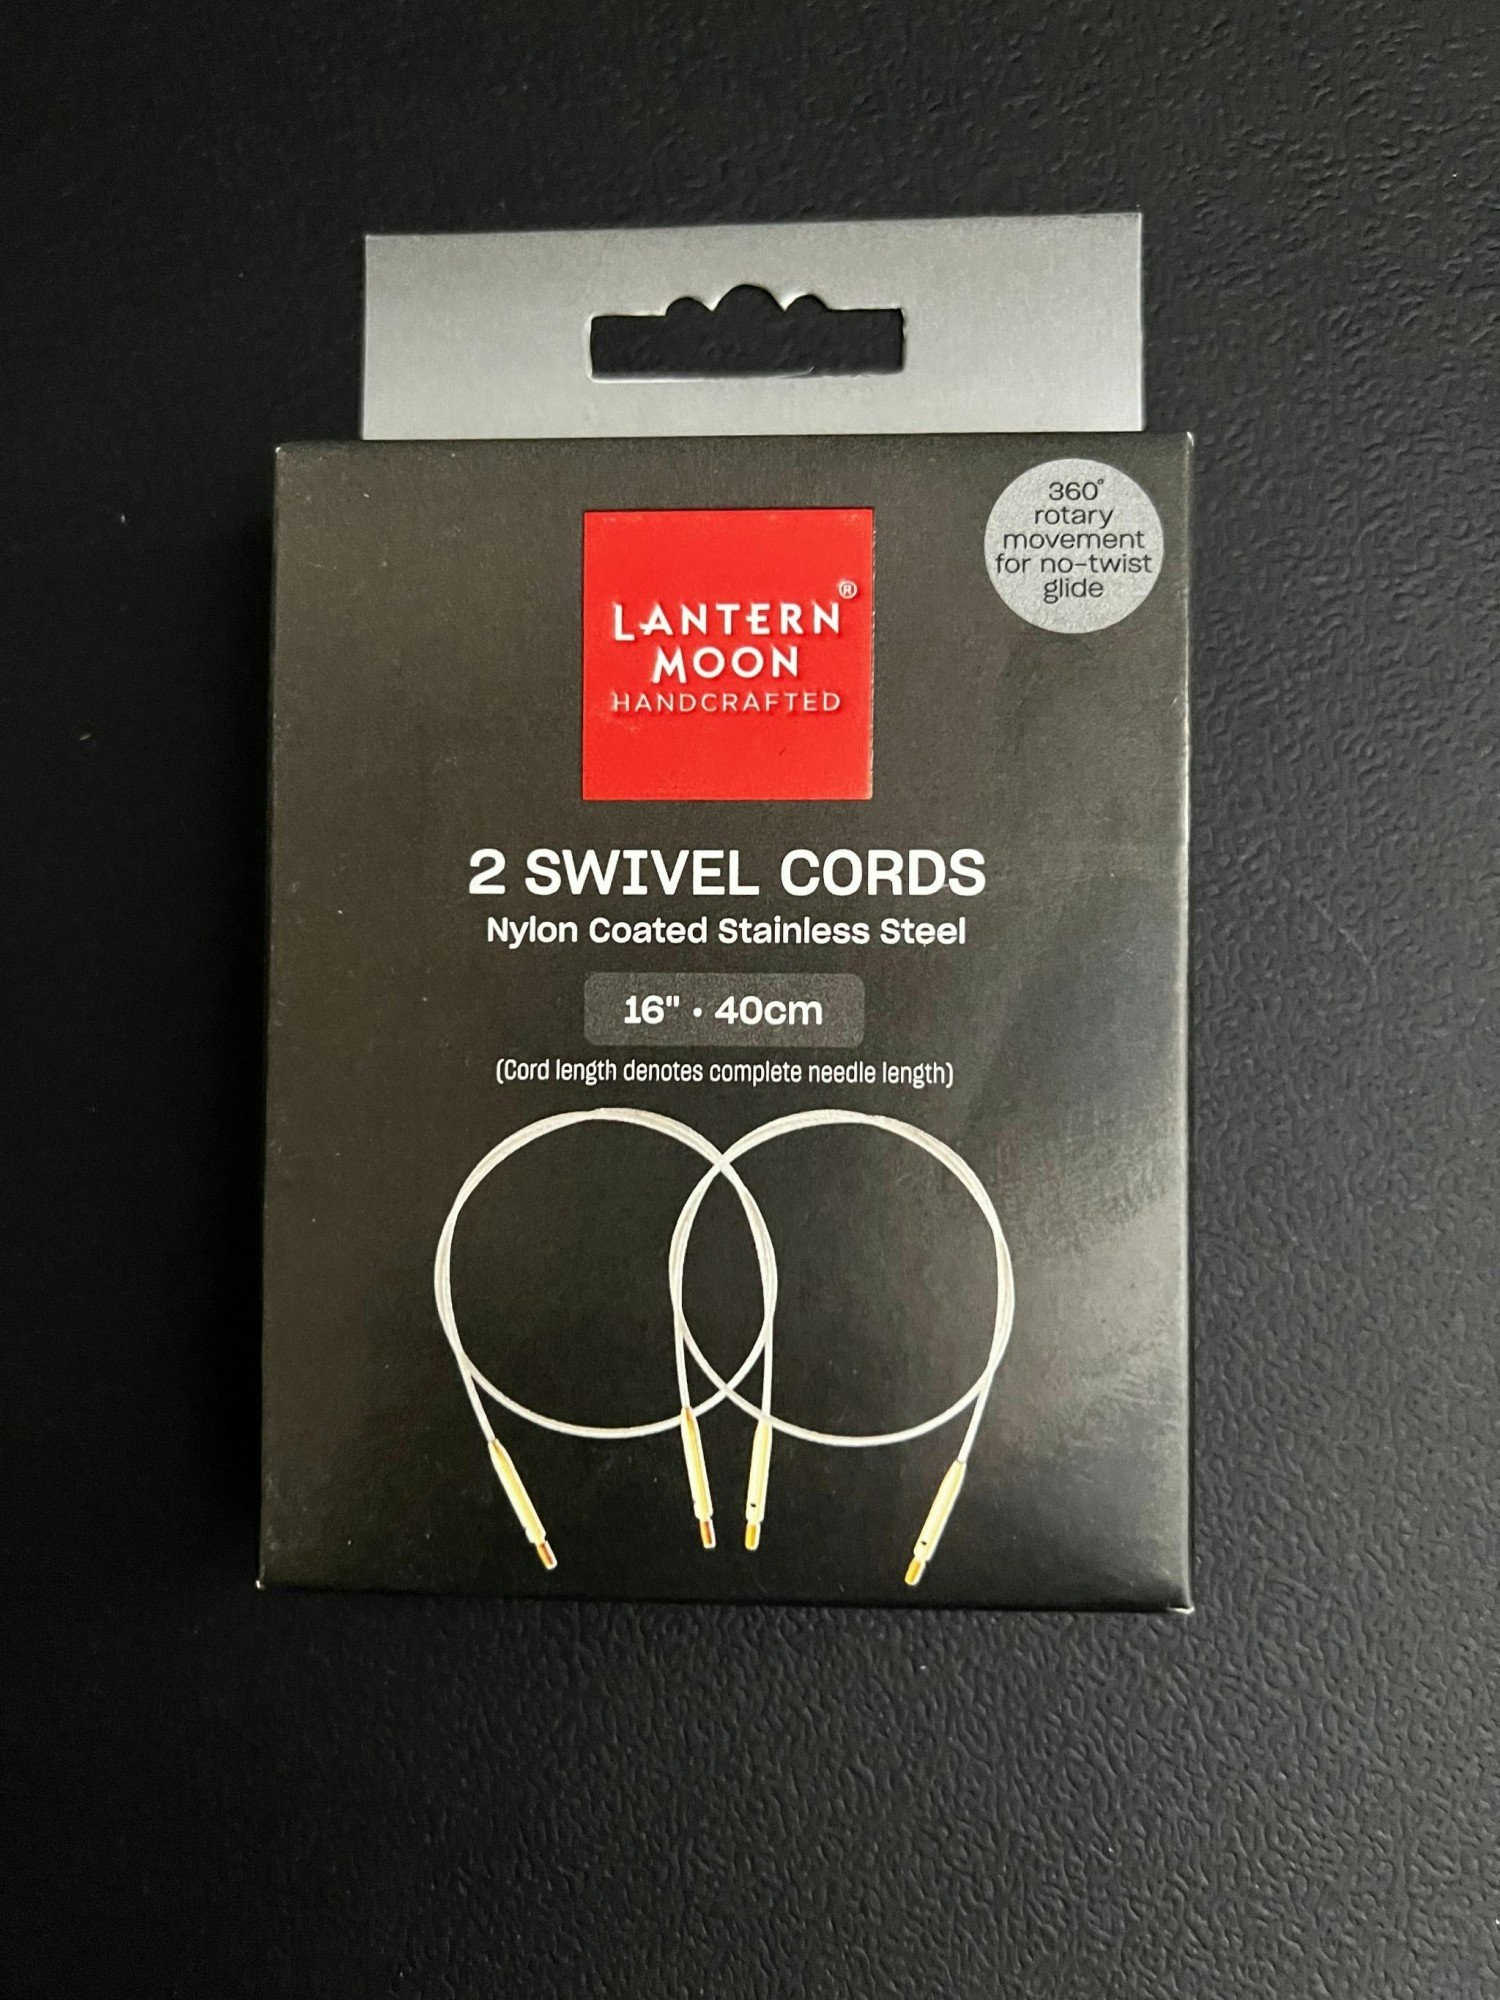 360°
rotary
movement
for no-twist
glide
LANTERN®
MOON
HANDCRAFTED
2 SWIVEL CORDS
Nylon Coated Stainless Steel
16" • 40cm
(Cord length denotes complete needle length)